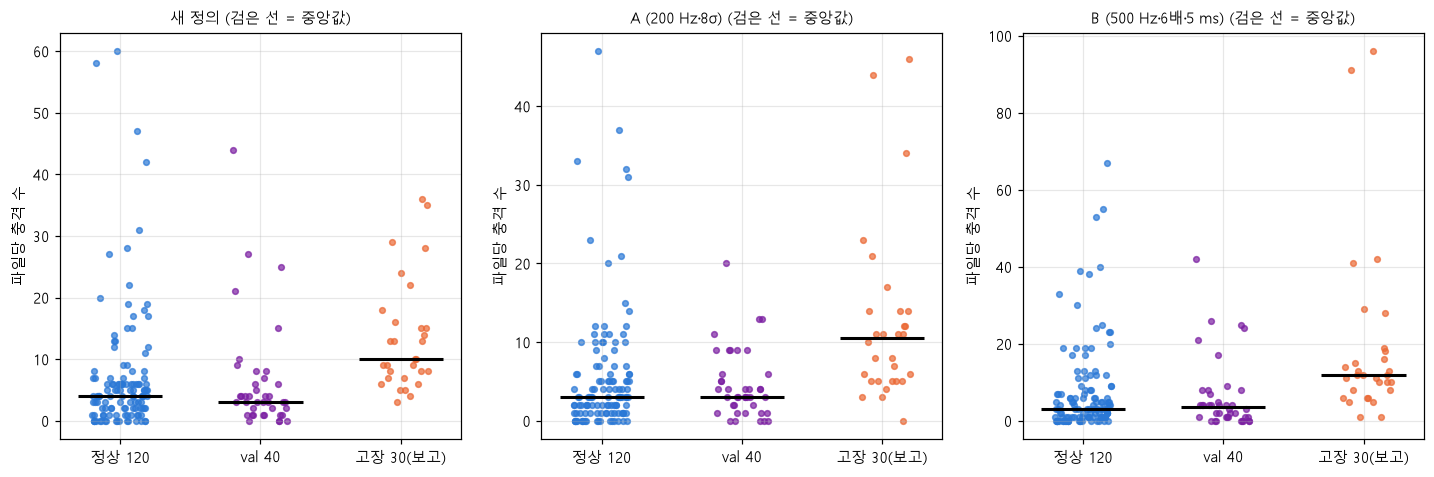 새 정의 (검은 선 = 중앙값)
파일당 충격 수
60
50
40
30
20
10
0
정상 120
val 40
고장 30(보고)
A (200 Hz·8σ) (검은 선 = 중앙값)
파일당 충격 수
40
30
20
10
0
정상 120
val 40
고장 30(보고)
B (500 Hz·6배·5 ms) (검은 선 = 중앙값)
파일당 충격 수
100
80
60
40
20
0
정상 120
val 40
고장 30(보고)